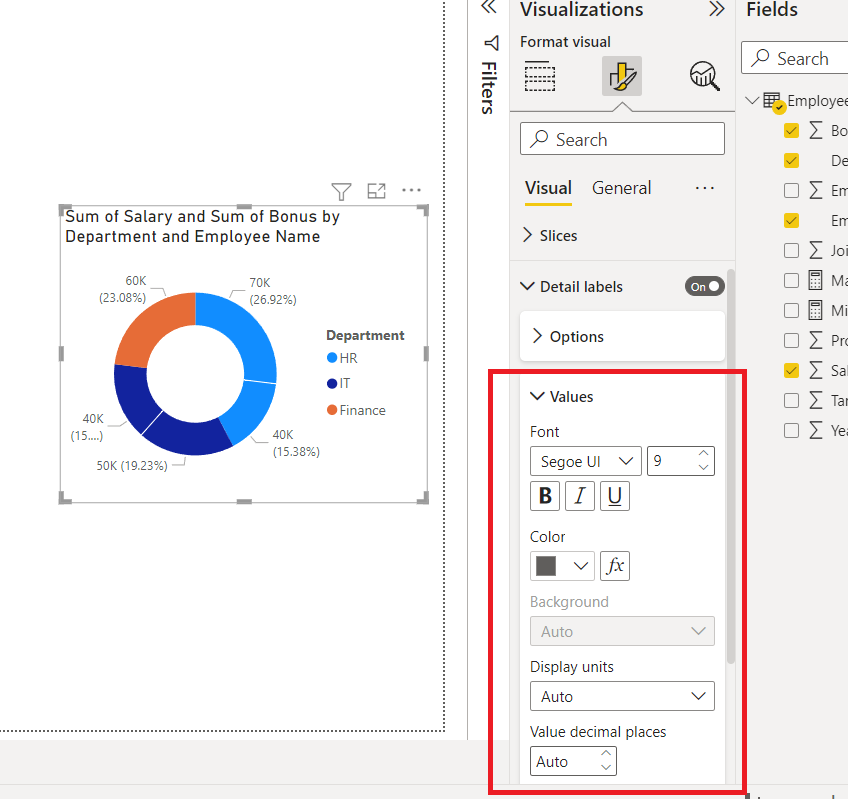 Visualizations
Fields
Format visual
Filters
Search
Search
Visual
General
Slices
Detail labels
On
Options
Values
Font
Segoe UI
9
B
I
U
Color
fx
Background
Auto
Display units
Auto
Value decimal places
Auto
Employee
Bo
De
Em
Em
Joi
Ma
Mi
Pro
Sal
Tar
Yea
Sum of Salary and Sum of Bonus by
Department and Employee Name
60K
(23.08%)
70K
(26.92%)
40K
(15....)
50K (19.23%)
40K
(15.38%)
Department
HR
IT
Finance